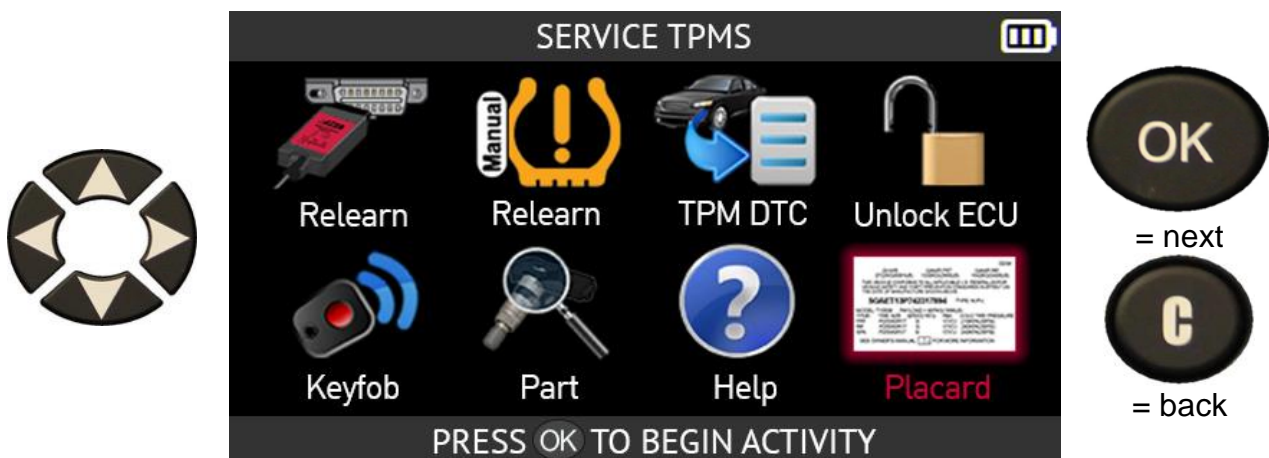 SERVICE TPMS
Manual
Relearn
Relearn
TPM DTC
Unlock ECU
Keyfob
Part
Help
Placard
PRESS OK TO BEGIN ACTIVITY
OK
= next
C
= back